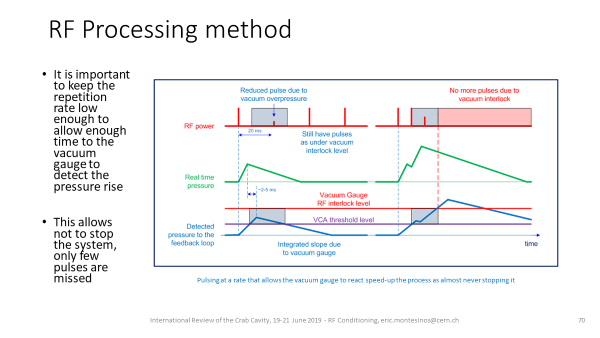 RF Processing method
• It is important
to keep the
repetition
rate low
enough to
allow enough
time to the
vacuum
gauge to
detect the
pressure rise
• This allows
not to stop
the system,
only few
pulses are
missed
Reduced pulse due to
vacuum overpressure
No more pulses due to
vacuum interlock
RF power
20 ms
Still have pulses
as under vacuum
interlock level
Real time
pressure
~2-5 ms
Vacuum Gauge
RF interlock level
VCA threshold level
Detected
pressure to the
feedback loop
Integrated slope due
to vacuum gauge
time
Pulsing at a rate that allows the vacuum gauge to react speed-up the process as almost never stopping it
International Review of the Crab Cavity, 19-21 June 2019 - RF Conditioning, eric.montesinos@cern.ch
70